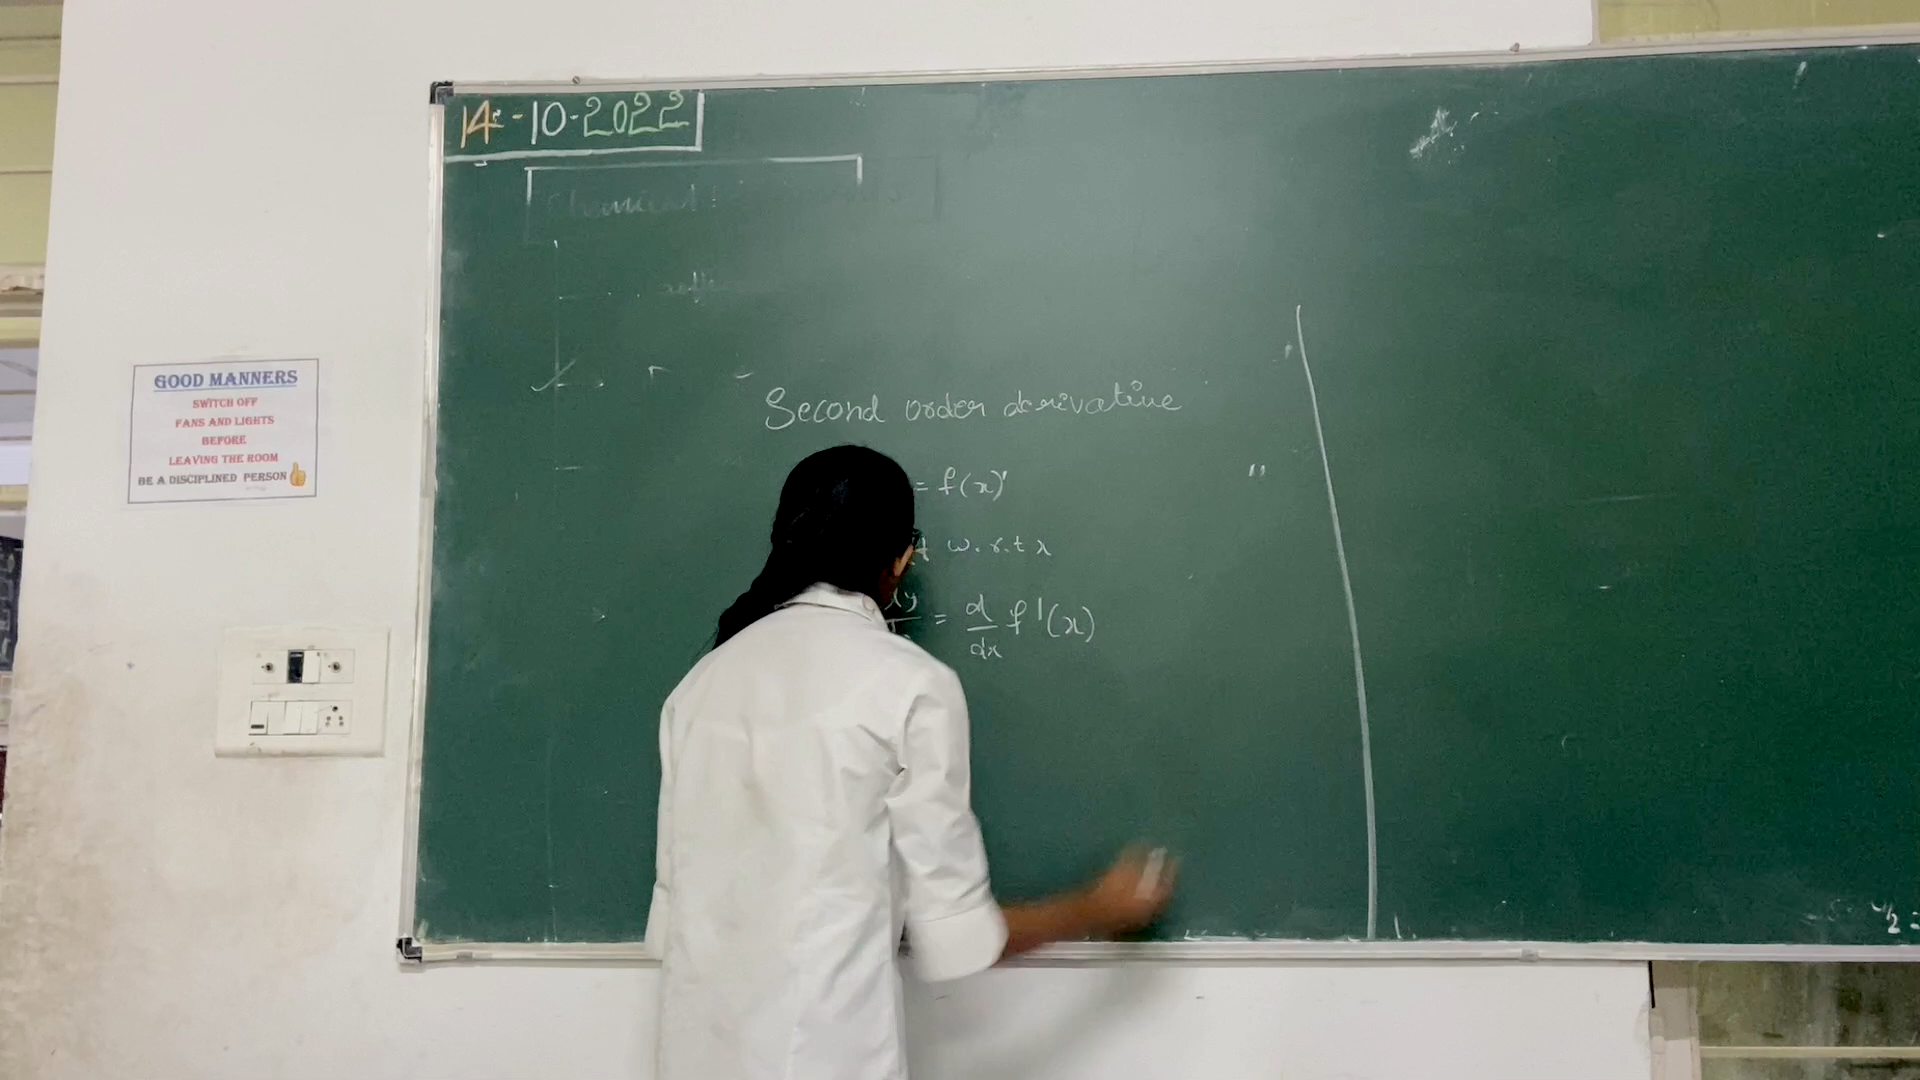 14-10-2022
GOOD MANNERS
SWITCH OFF
FANS AND LIGHTS
BEFORE
LEAVING THE ROOM
BE A DISCIPLINED PERSON
Second order derivative
= f(x)'
w.r.t x
dy = d/dx f'(x)